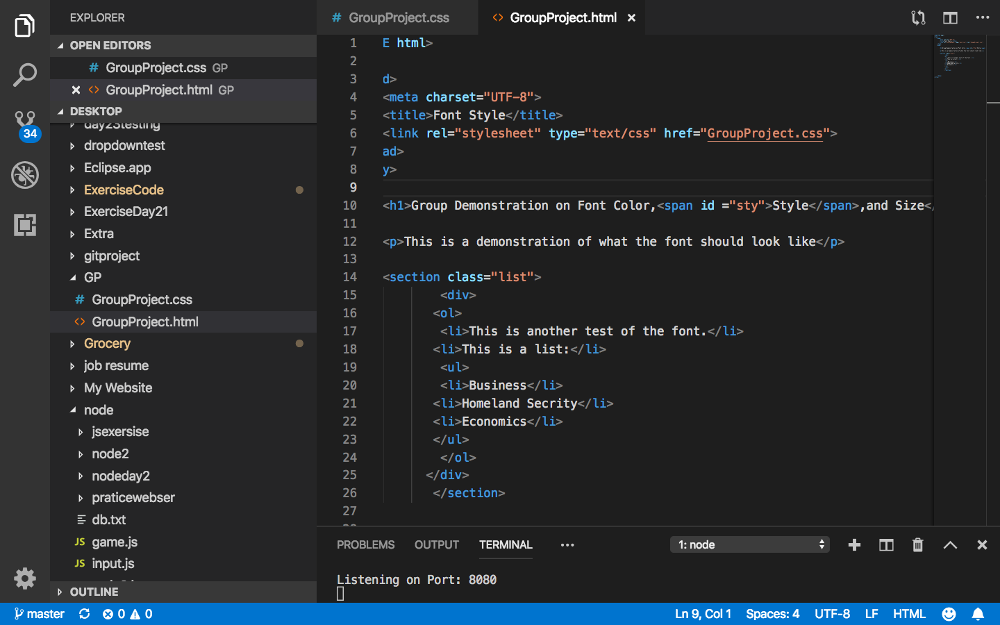 EXPLORER
OPEN EDITORS
# GroupProject.css GP
GroupProject.html GP
DESKTOP
day23testing
dropdowntest
Eclipse.app
ExerciseCode
ExerciseDay21
Extra
gitproject
GP
# GroupProject.css
<> GroupProject.html
Grocery
job resume
My Website
node
jsexersise
node2
nodeday2
praticewebser
db.txt
JS game.js
JS input.js
OUTLINE
34
# GroupProject.css
<> GroupProject.html
1 E html>
2
3 d>
4 <meta charset="UTF-8">
5 <title>Font Style</title>
6 <link rel="stylesheet" type="text/css" href="GroupProject.css">
7 ad>
8 y>
9
10 <h1>Group Demonstration on Font Color,<span id ="sty">Style</span>,and Size</
11
12 <p>This is a demonstration of what the font should look like</p>
13
14 <section class="list">
15 <div>
16 <ol>
17 <li>This is another test of the font.</li>
18 <li>This is a list:</li>
19 <ul>
20 <li>Business</li>
21 <li>Homeland Secrity</li>
22 <li>Economics</li>
23 </ul>
24 </ol>
25 </div>
26 </section>
27
PROBLEMS OUTPUT TERMINAL ••• 1: node
Listening on Port: 8080
master 0 0 Ln 9, Col 1 Spaces: 4 UTF-8 LF HTML